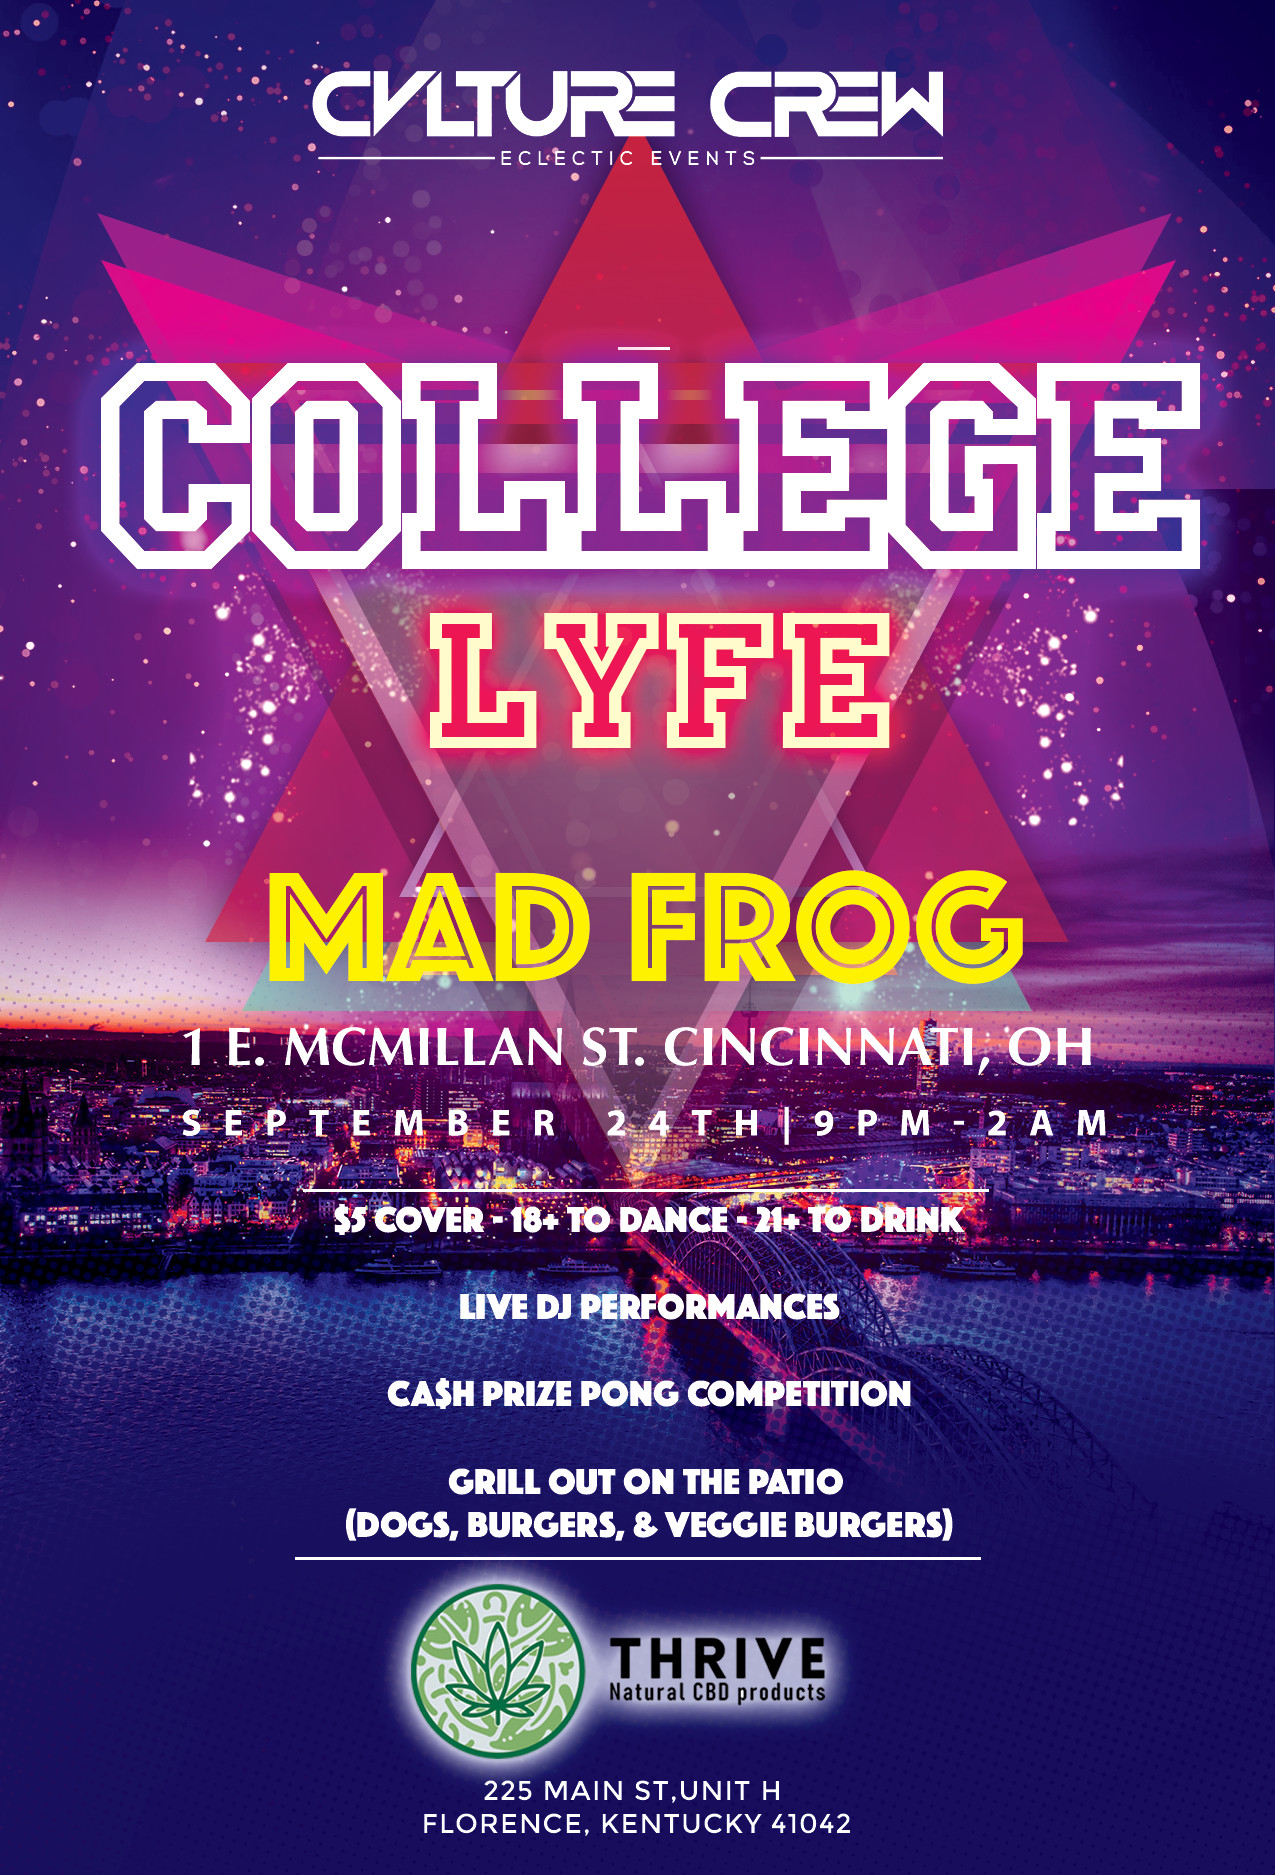 CVLTURE CREW
ECLECTIC EVENTS
COLLEGE
LYFE
MAD FROG
1 E. MCMILLAN ST. CINCINNATI, OH
SEPTEMBER 24TH|9PM-2AM
$5 COVER - 18+ TO DANCE - 21+ TO DRINK
LIVE DJ PERFORMANCES
CA$H PRIZE PONG COMPETITION
GRILL OUT ON THE PATIO
(DOGS, BURGERS, & VEGGIE BURGERS)
THRIVE
Natural CBD products
225 MAIN ST,UNIT H
FLORENCE, KENTUCKY 41042